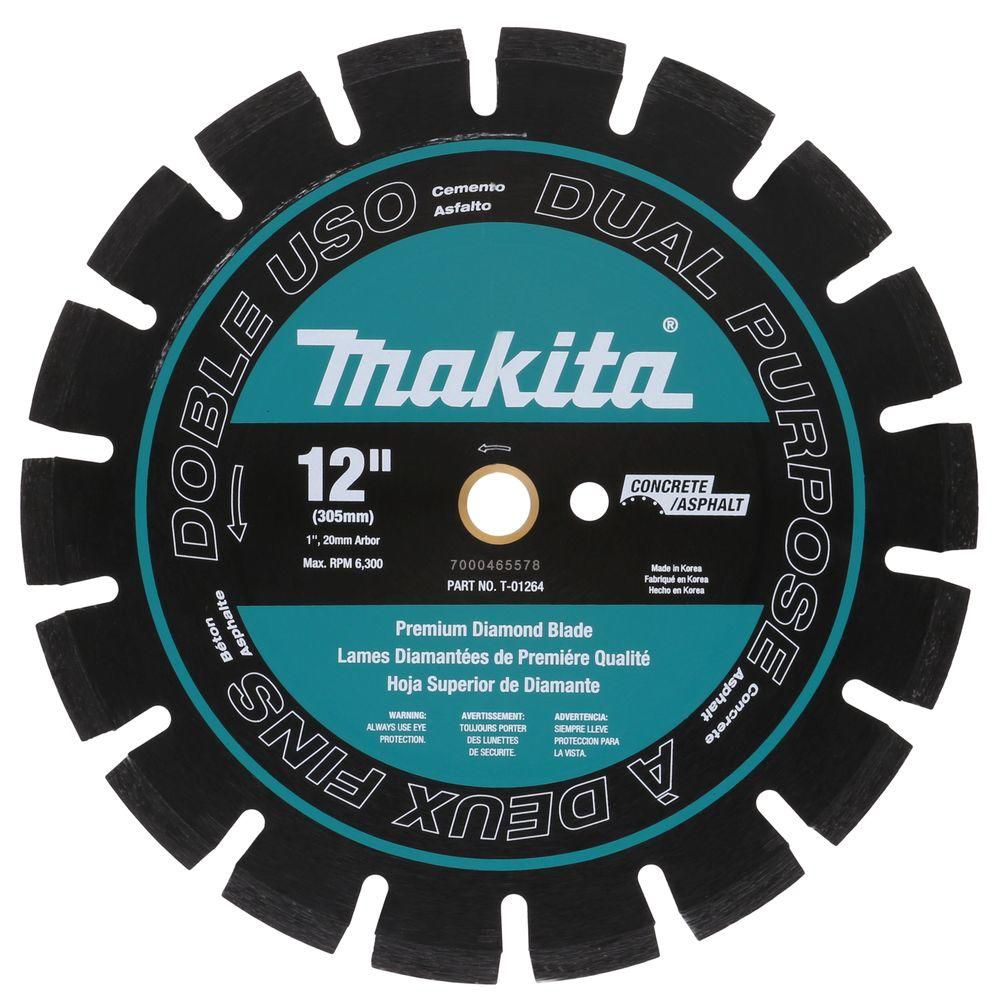 DOBLE USO
Cemento
Asfalto
DUAL PURPOSE
Concrete
Asphalt
À DEUX FINS
Béton
Asphalte
makita®
12"
(305mm)
1", 20mm Arbor
Max. RPM 6,300
7000465578
PART NO. T-01264
CONCRETE
/ASPHALT
Made in Korea
Fabriqué en Korea
Hecho en Korea
Premium Diamond Blade
Lames Diamantées de Premiére Qualité
Hoja Superior de Diamante
WARNING:
ALWAYS USE EYE
PROTECTION.
AVERTISSEMENT:
TOUJOURS PORTER
DES LUNETTES
DE SECURITE.
ADVERTENCIA:
SIEMPRE LLEVE
PROTECCION PARA
LA VISTA.